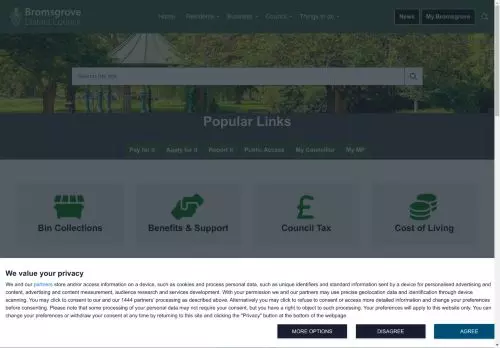 Bromsgrove
District Council
Home Residents Business Council Things to do News My Bromsgrove
Search the site
Popular Links
Pay for it Apply for it Report it Public Access My Councillor My MP
Bin Collections Benefits & Support Council Tax Cost of Living
We value your privacy
We and our partners store and/or access information on a device, such as cookies and process personal data, such as unique identifiers and standard information sent by a device for personalised advertising and
content, advertising and content measurement, audience research and services development. With your permission we and our partners may use precise geolocation data and identification through device
scanning. You may click to consent to our and our 1444 partners' processing as described above. Alternatively you may click to refuse to consent or access more detailed information and change your preferences
before consenting. Please note that some processing of your personal data may not require your consent, but you have a right to object to such processing. Your preferences will apply to this website only. You can
change your preferences or withdraw your consent at any time by returning to this site and clicking the "Privacy" button at the bottom of the webpage
MORE OPTIONS DISAGREE AGREE